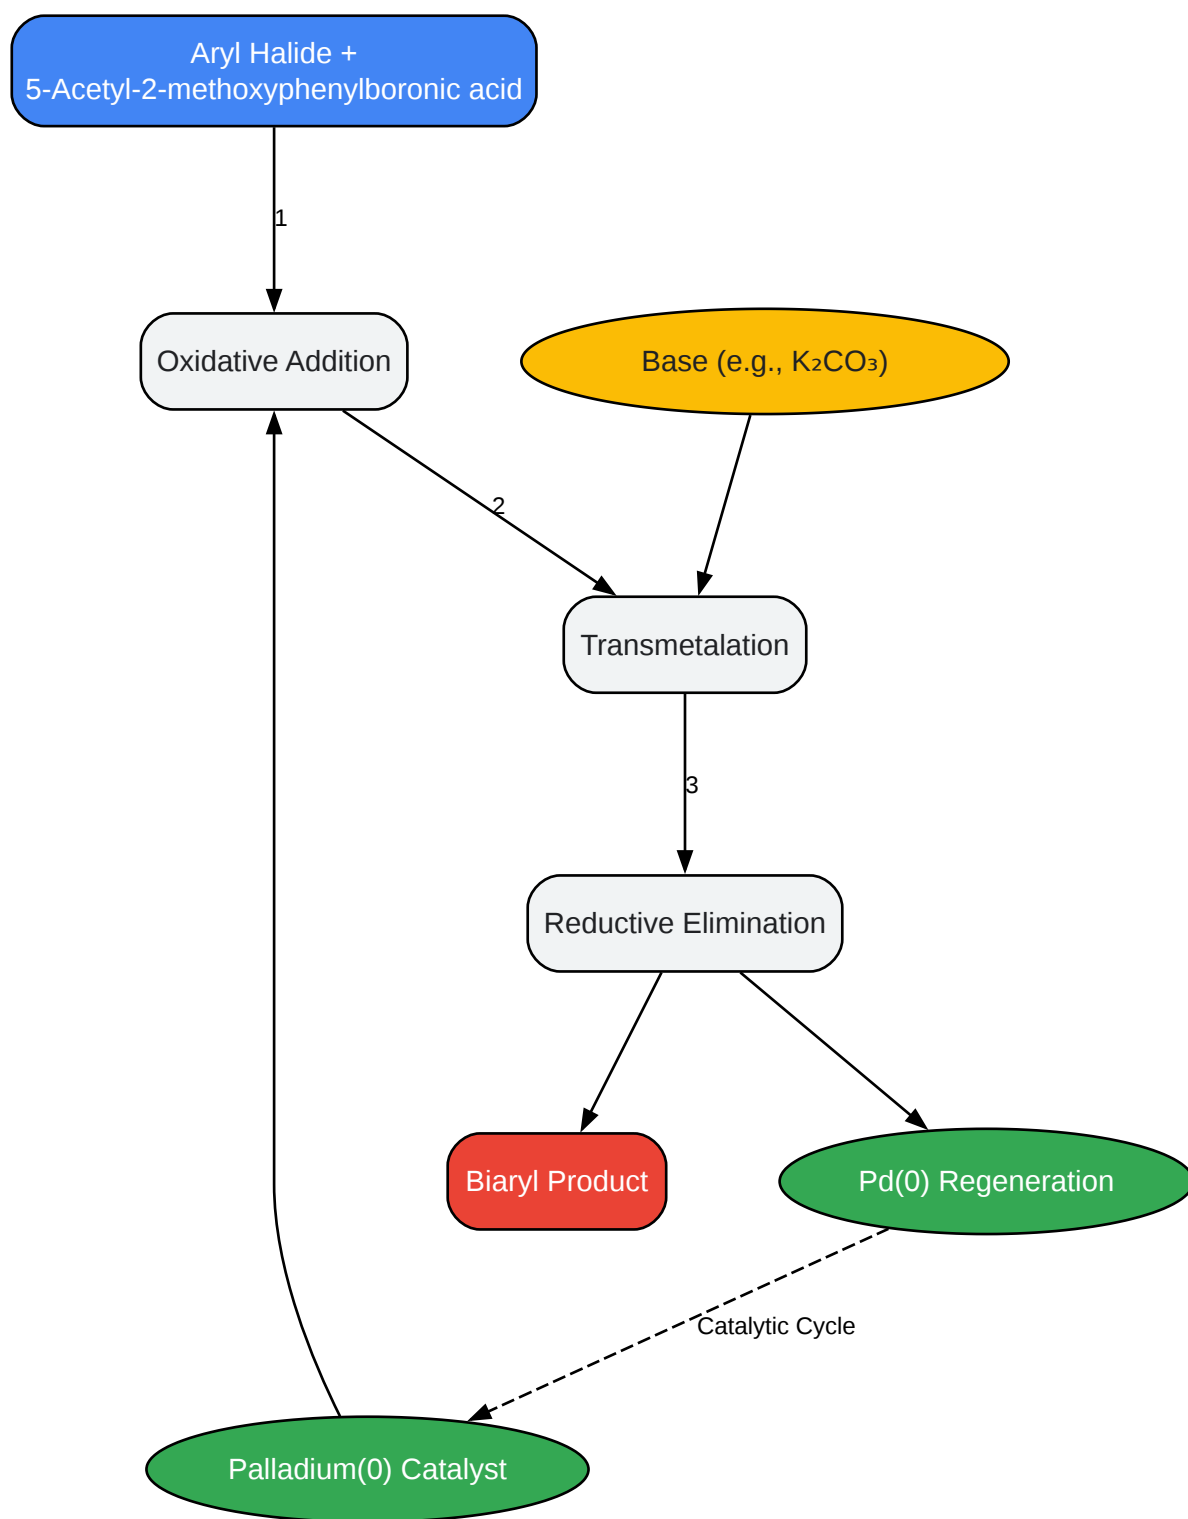 Aryl Halide +
5-Acetyl-2-methoxyphenylboronic acid
1
Oxidative Addition
Base (e.g., K₂CO₃)
2
Transmetalation
3
Reductive Elimination
Biaryl Product
Pd(0) Regeneration
Catalytic Cycle
Palladium(0) Catalyst